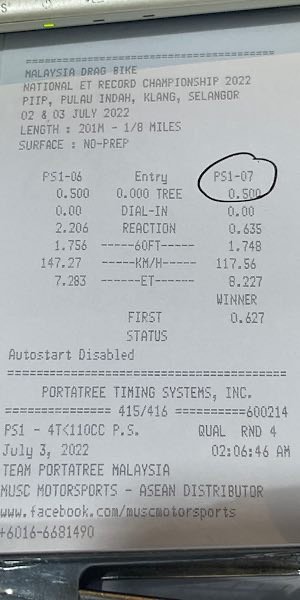 MALAYSIA DRAG BIKE
NATIONAL ET RECORD CHAMPIONSHIP 2022
PIIP, PULAU INDAH, KLANG, SELANGOR
02 & 03 JULY 2022
LENGTH : 201M - 1/8 MILES
SURFACE : NO-PREP
PS1-06 Entry PS1-07
0.500 0.000 TREE 0.500
0.00 DIAL-IN 0.00
2.206 REACTION 0.635
1.756 -----60FT----- 1.748
147.27 -----KM/H----- 117.56
7.283 ------ET------ 8.227
WINNER
FIRST 0.627
STATUS
Autostart Disabled
PORTATREE TIMING SYSTEMS, INC.
=============== 415/416 ==========600214
PS1 - 4T<110CC P.S. QUAL RND 4
July 3, 2022 02:06:46 AM
TEAM PORTATREE MALAYSIA
MUSC MOTORSPORTS - ASEAN DISTRIBUTOR
www.facebook.com/muscmotorsports
+6016-6681490